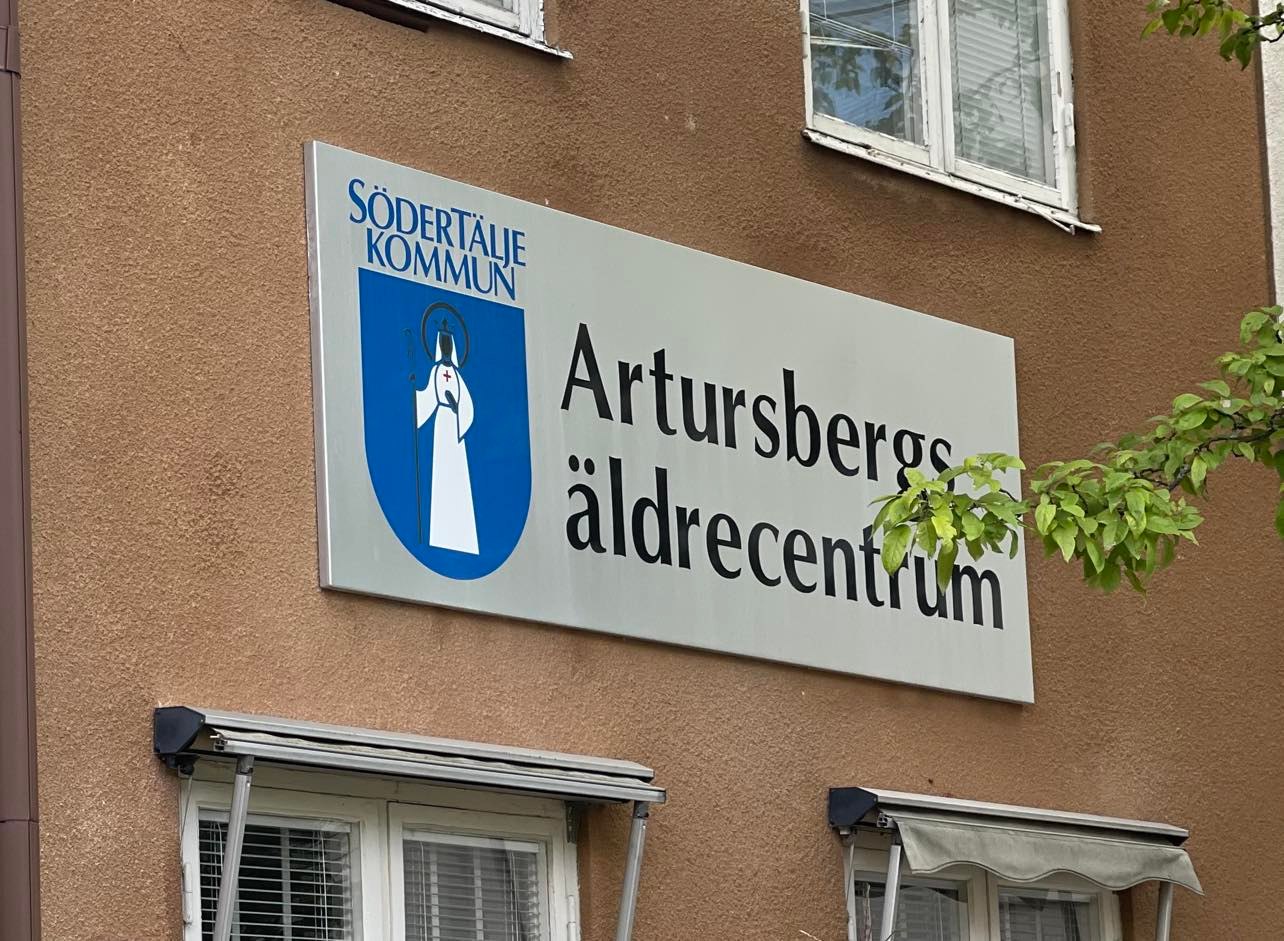 SÖDERTÄLJE
KOMMUN
Artursbergs
äldrecentrum